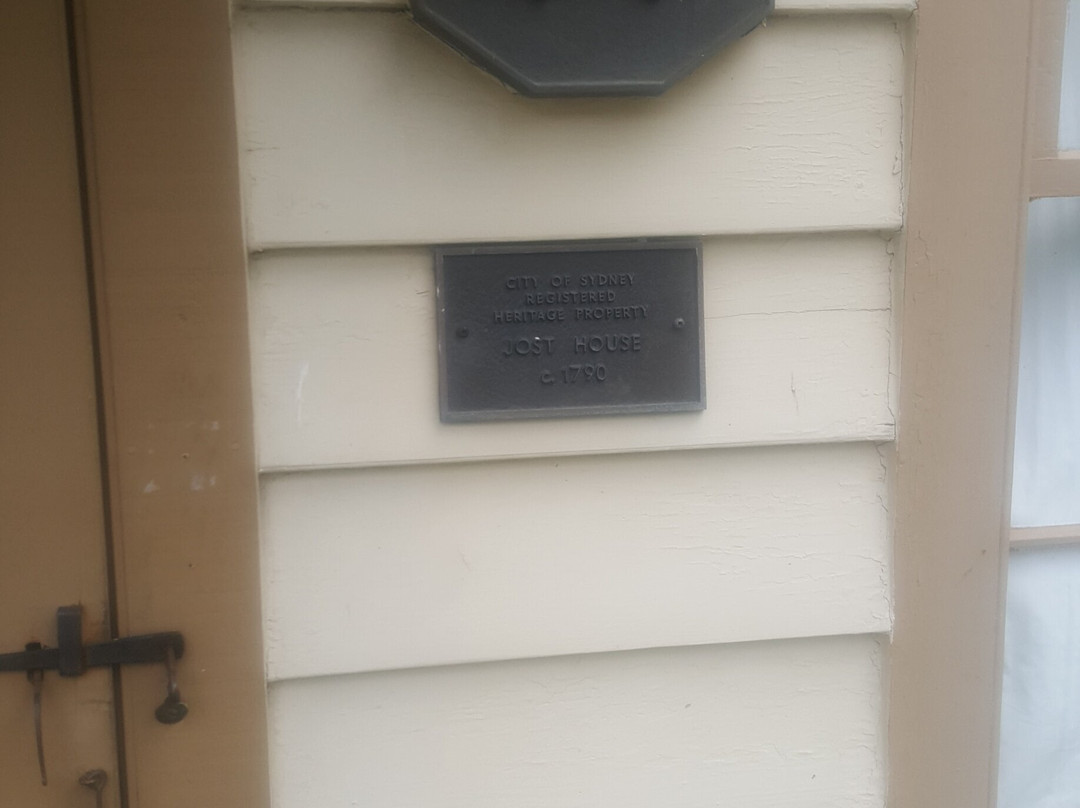 CITY OF SYDNEY
REGISTERED
HERITAGE PROPERTY
JOST HOUSE
c. 1790